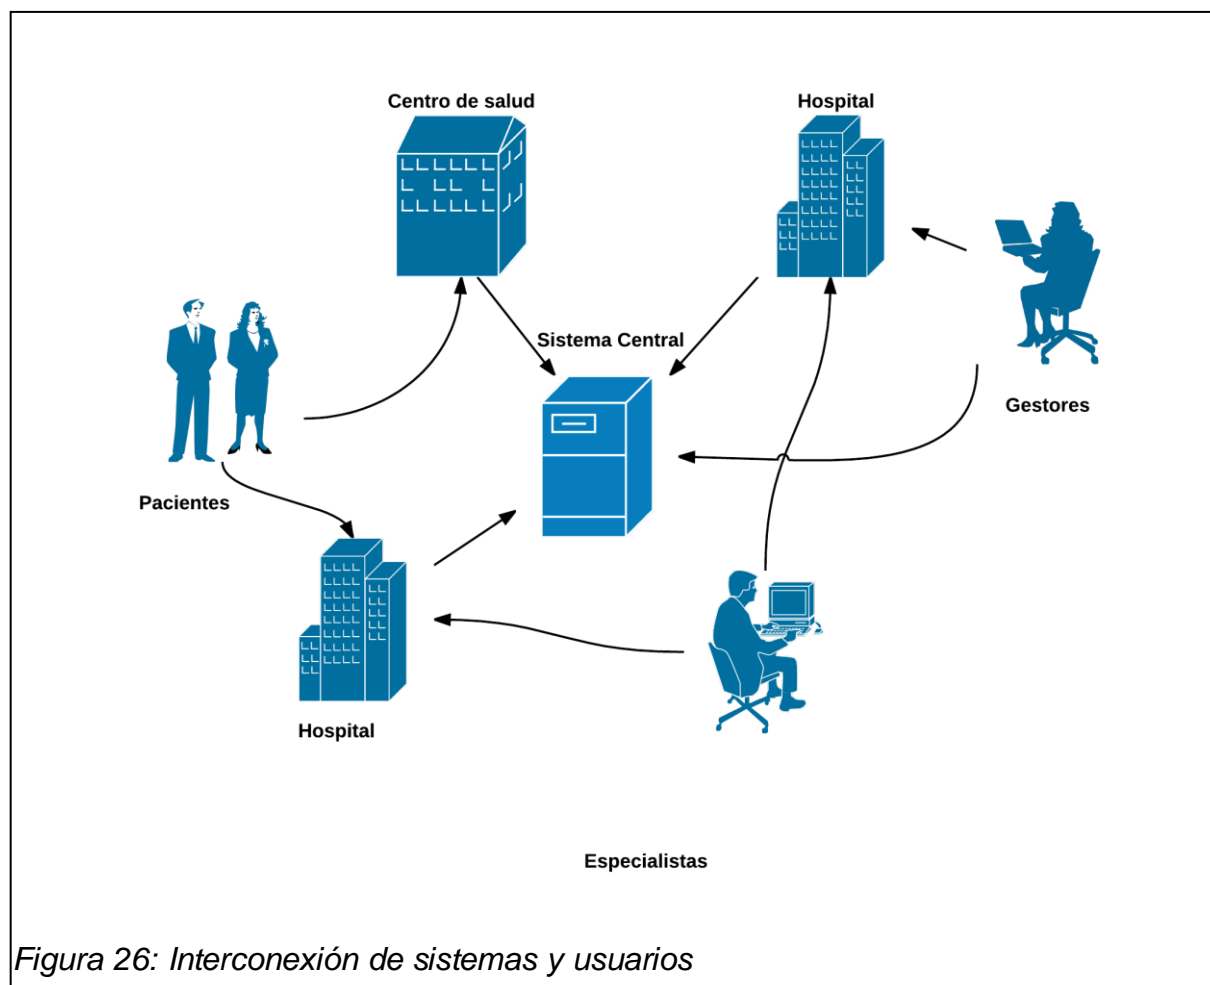 Centro de salud
Hospital
Sistema Central
Gestores
Pacientes
Hospital
Especialistas
Figura 26: Interconexión de sistemas y usuarios